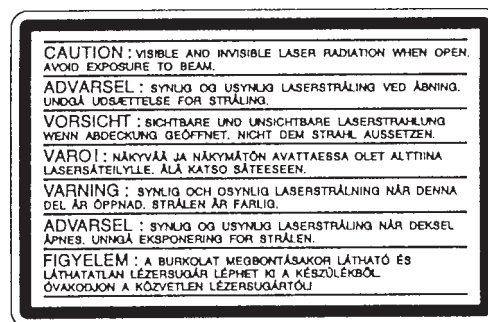 CAUTION : VISIBLE AND INVISIBLE LASER RADIATION WHEN OPEN.
AVOID EXPOSURE TO BEAM.
ADVARSEL : SYNLIG OG USYNLIG LASERSTRÅLING VED ÅBNING.
UNDGÅ UDSÆTTELSE FOR STRÅLING.
VORSICHT : SICHTBARE UND UNSICHTBARE LASERSTRAHLUNG
WENN ABDECKUNG GEÖFFNET. NICHT DEM STRAHL AUSSETZEN.
VARO! : NÄKYVÄÄ JA NÄKYMÄTÖN AVATTAESSA OLET ALTTIINA
LASERSÄTEILYLLE. ÄLÄ KATSO SÄTEESEEN.
VARNING : SYNLIG OCH OSYNLIG LASERSTRÅLNING NÄR DENNA
DEL ÄR ÖPPNAD. STRÅLEN ÄR FARLIG.
ADVARSEL : SYNLIG OG USYNLIG LASERSTRÅLING NÅR DEKSEL
ÅPNES. UNNGÅ EKSPONERING FOR STRÅLEN.
FIGYELEM : A BURKOLAT MEGBONTÁSAKOR LÁTHATÓ ÉS
LÁTHATATLAN LÉZERSUGÁR LÉPHET KI A KÉSZÜLÉKBŐL.
ÓVAKODJON A KÖZVETLEN LÉZERSUGÁRTÓL!